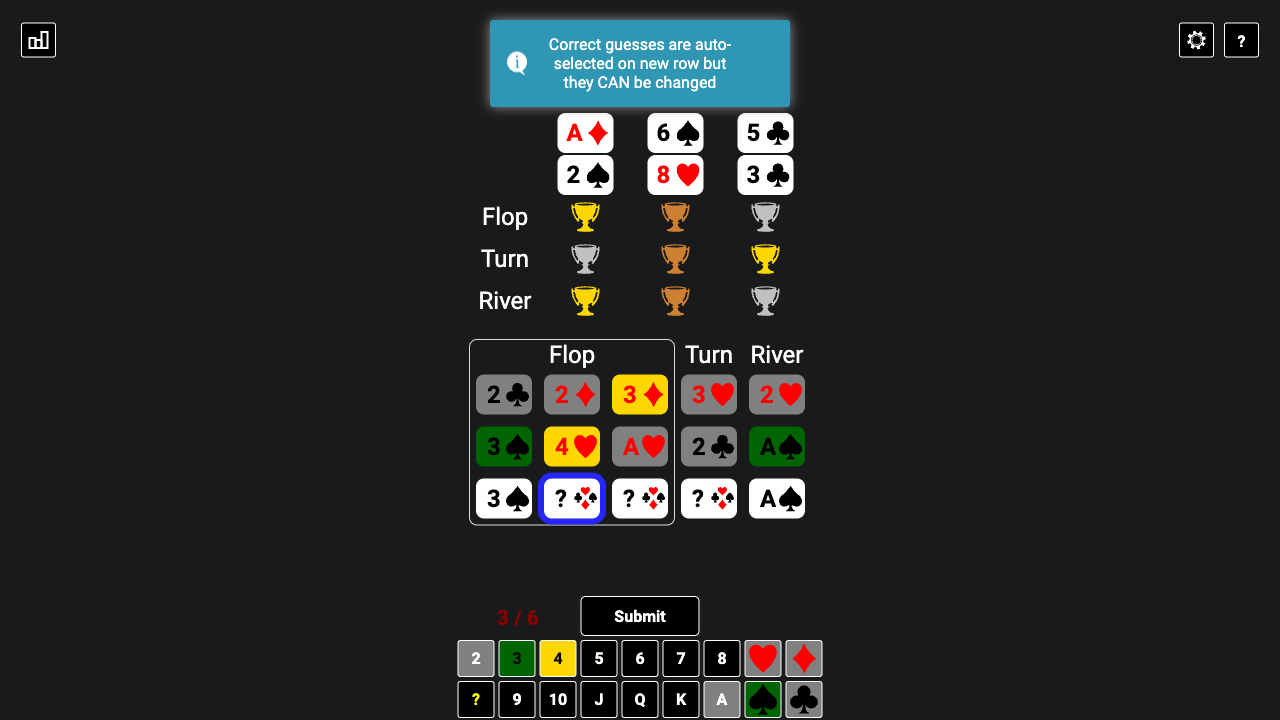 Correct guesses are auto-
selected on new row but
they CAN be changed
?
A 6 5
2 8 3
Flop
Turn
River
Flop Turn River
2 2 3 3 2
3 4 A 2 A
3 ? ? ? A
3 / 6 Submit
2 3 4 5 6 7 8
? 9 10 J Q K A